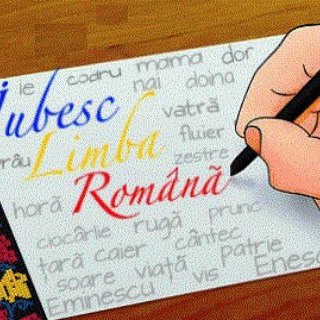 ie codru mama dor
nai doina
Iubesc
vatră
Limba
fluier
zestre
Română
horă
prunc
rugă
ciocârlie
cântec
țară caier
patrie
viață
soare
vis
Enesc
Eminescu